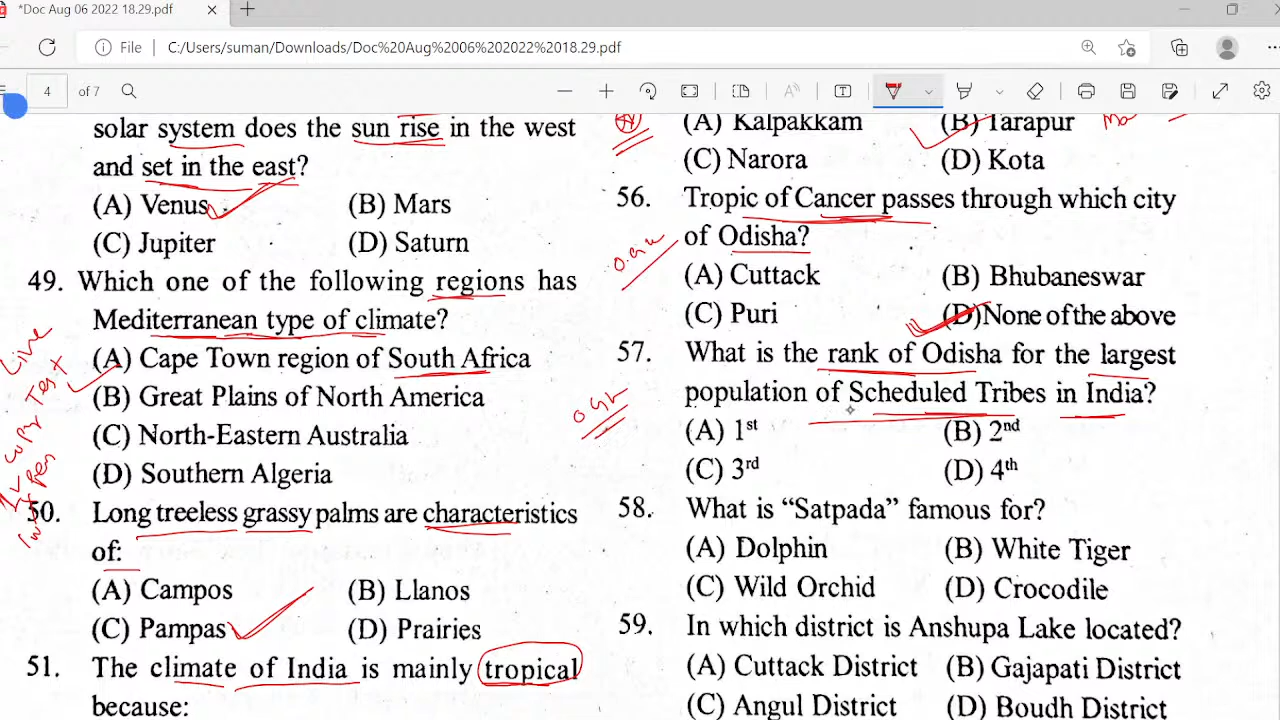 *Doc Aug 06 2022 18.29.pdf
File C:/Users/suman/Downloads/Doc%20Aug%2006%202022%2018.29.pdf
4 of 7
solar system does the sun rise in the west
and set in the east?
(A) Venus (B) Mars
(C) Jupiter (D) Saturn
49. Which one of the following regions has
Mediterranean type of climate?
(A) Cape Town region of South Africa
(B) Great Plains of North America
(C) North-Eastern Australia
(D) Southern Algeria
50. Long treeless grassy palms are characteristics
of:
(A) Campos (B) Llanos
(C) Pampas (D) Prairies
51. The climate of India is mainly tropical
because:
Live
Test
Copy
Pen
(A) Kalpakkam (B) Tarapur
(C) Narora (D) Kota
56. Tropic of Cancer passes through which city
of Odisha?
(A) Cuttack (B) Bhubaneswar
(C) Puri (D) None of the above
57. What is the rank of Odisha for the largest
population of Scheduled Tribes in India?
(A) 1st (B) 2nd
(C) 3rd (D) 4th
58. What is “Satpada” famous for?
(A) Dolphin (B) White Tiger
(C) Wild Orchid (D) Crocodile
59. In which district is Anshupa Lake located?
(A) Cuttack District (B) Gajapati District
(C) Angul District (D) Boudh District